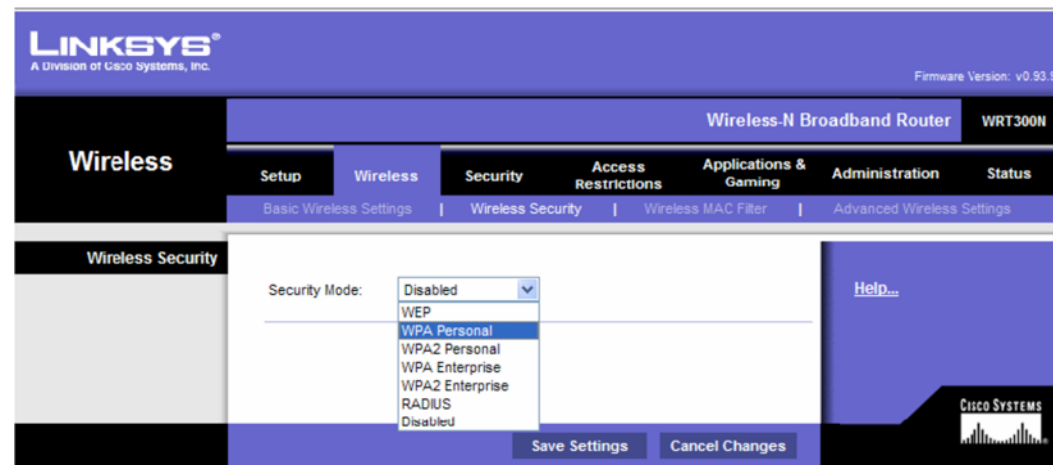 LINKSYS®
A Division of Cisco Systems, Inc.
Firmware Version: v0.93.9
Wireless-N Broadband Router WRT300N
Wireless
Setup Wireless Security Access Restrictions Applications & Gaming Administration Status
Basic Wireless Settings | Wireless Security | Wireless MAC Filter | Advanced Wireless Settings
Wireless Security
Security Mode: Disabled
Help...
WEP
WPA Personal
WPA2 Personal
WPA Enterprise
WPA2 Enterprise
RADIUS
Disabled
CISCO SYSTEMS
Save Settings Cancel Changes